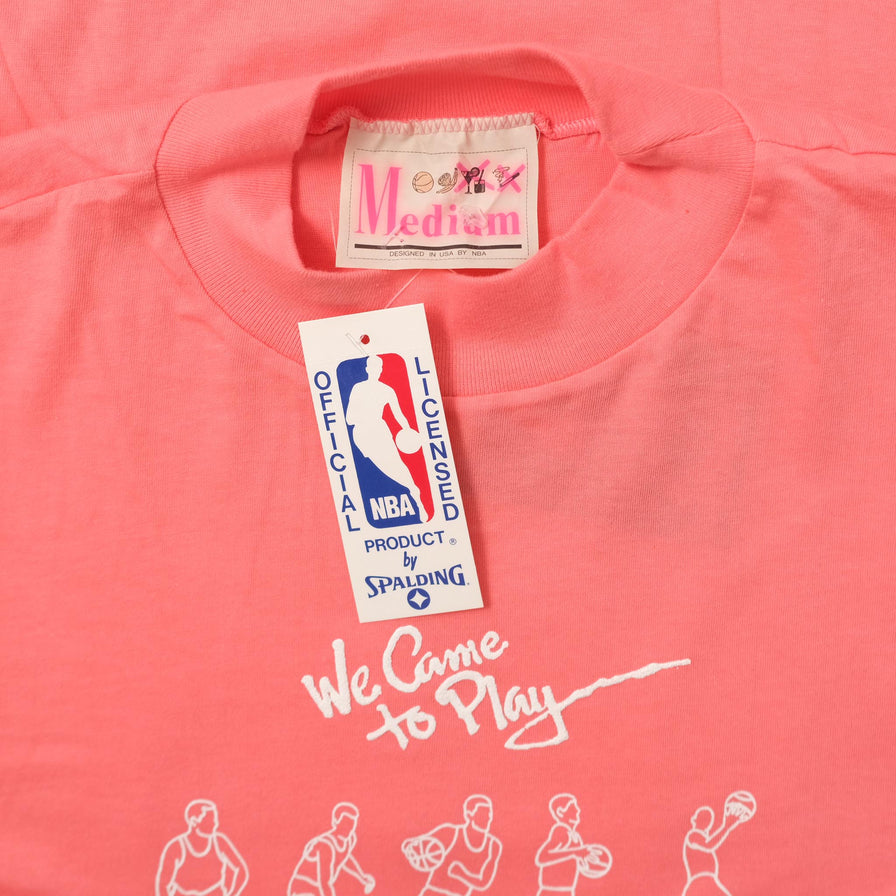 Medium
DESIGNED IN USA BY NBA
OFFICIAL
LICENSED
NBA
PRODUCT ®
by
SPALDING®
We Came
to Play